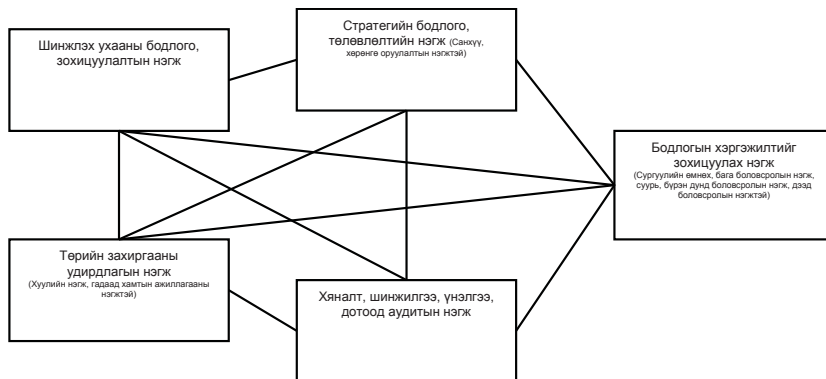 Шинжлэх ухааны бодлого,
зохицуулалтын нэгж
Стратегийн бодлого,
төлөвлөлтийн нэгж (Санхүү,
хөрөнгө оруулалтын нэгжтэй)
Бодлогын хэргэжилтийг
зохицуулах нэгж
(Сургуулийн өмнөх, бага боловсролын нэгж,
суурь, бүрэн дунд боловсролын нэгж, дээд
боловсролын нэгжтэй)
Төрийн захиргааны
удирдлагын нэгж
(Хуулийн нэгж, гадаад хамтын ажиллагааны
нэгжтэй)
Хяналт, шинжилгээ, үнэлгээ,
дотоод аудитын нэгж